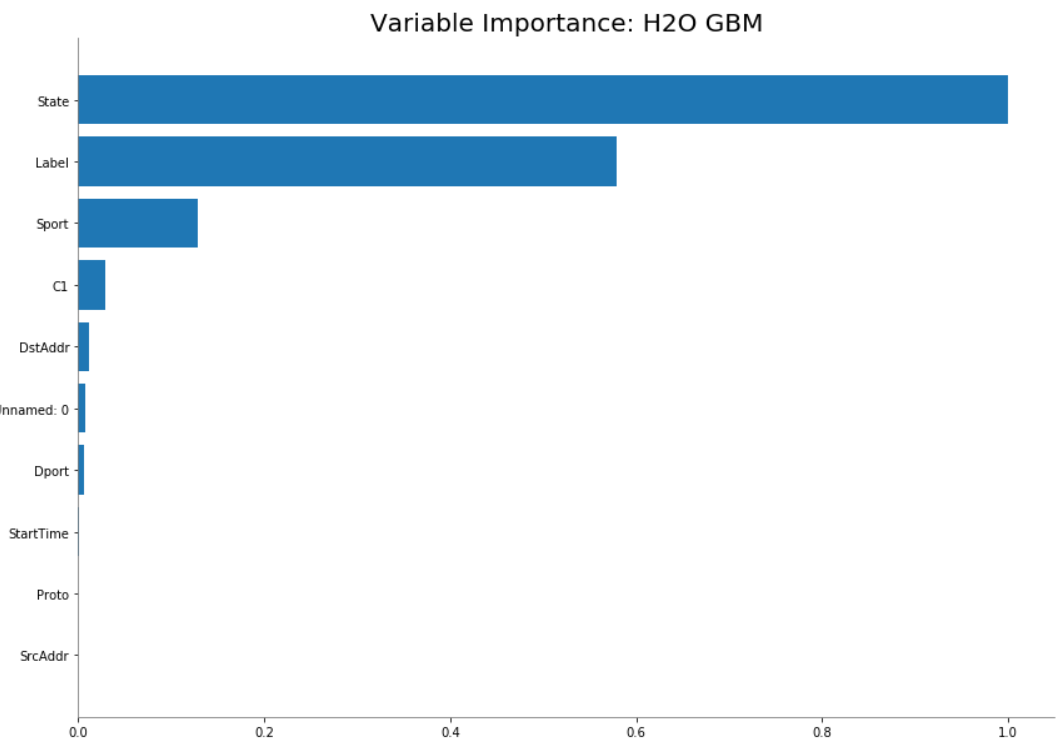 Variable Importance: H2O GBM
State
Label
Sport
C1
DstAddr
nnamed: 0
Dport
StartTime
Proto
SrcAddr
0.0 0.2 0.4 0.6 0.8 1.0